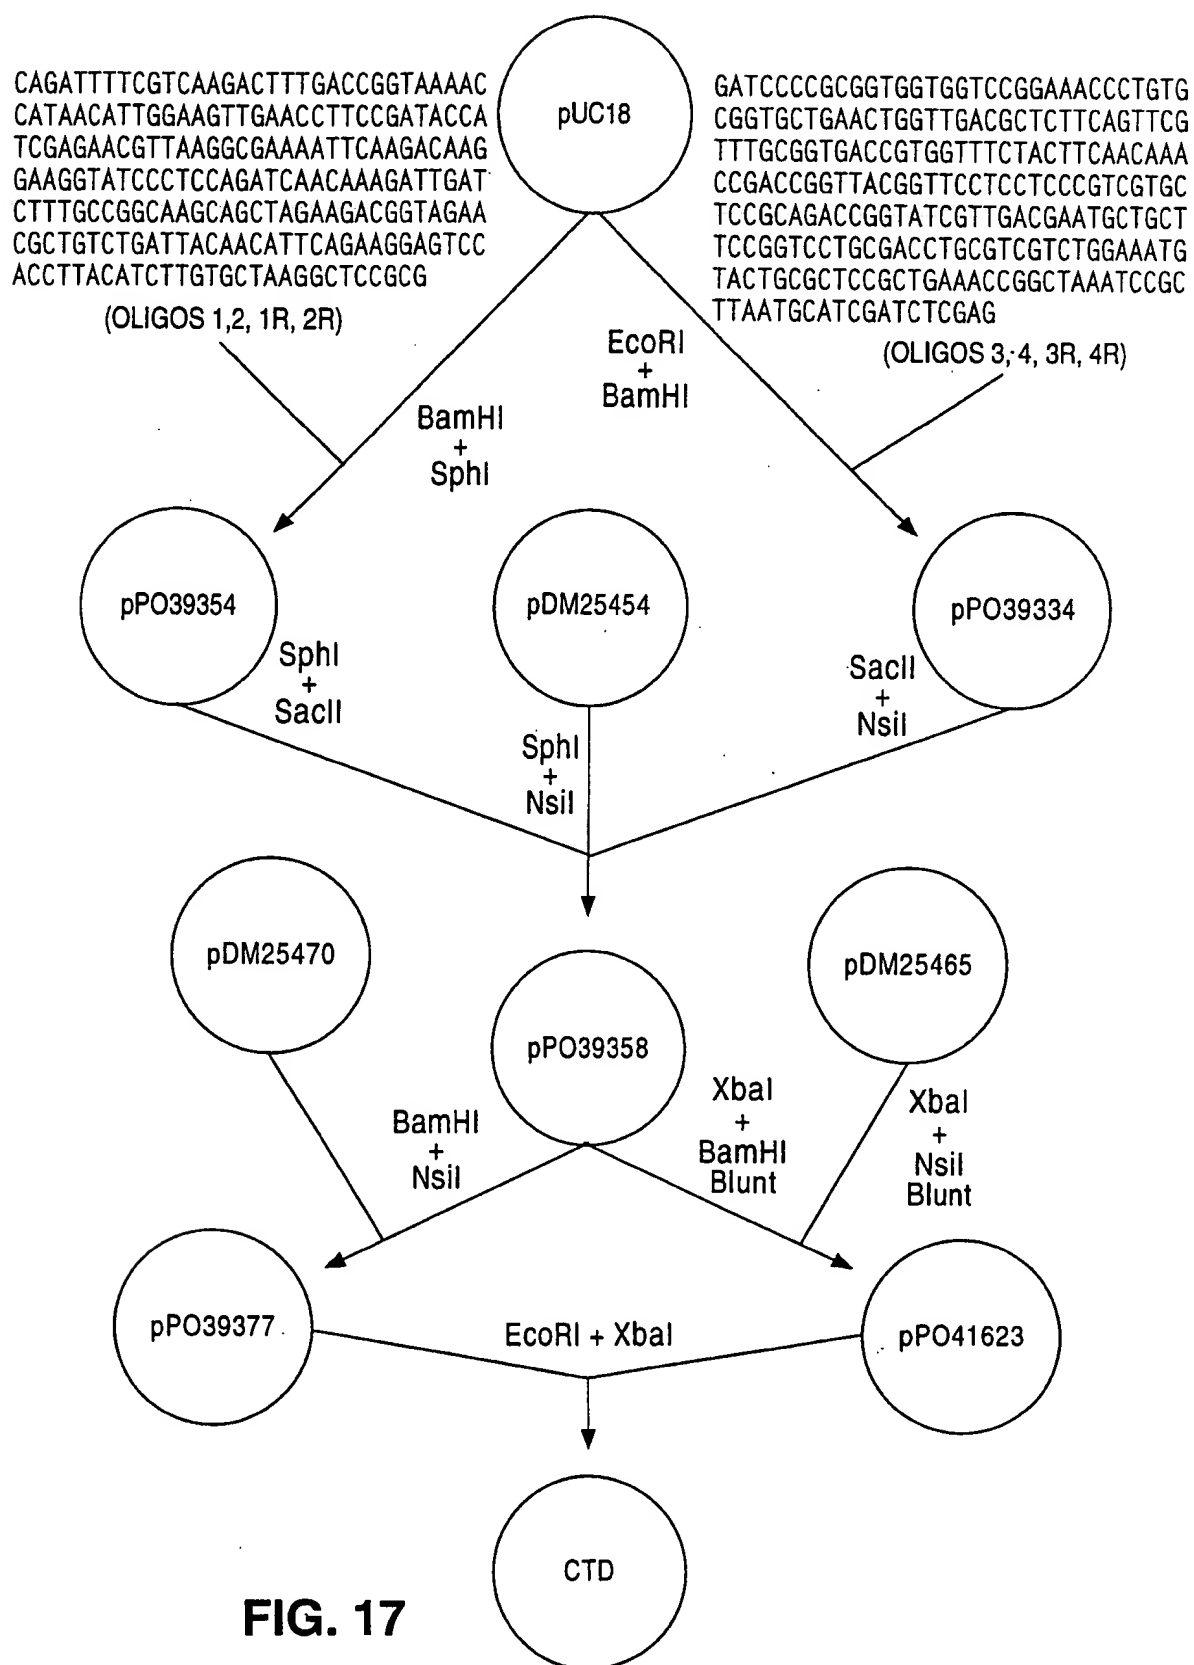 CAGATTTTCGTCAAGACTTTGACCGGTAAAAC
CATAACATTGGAAGTTGAACCTTCCGATACCA
TCGAGAACGTTAAGGCGAAAATTCAAGACAAG
GAAGGTATCCCTCCAGATCAACAAAGATTGAT
CTTTGCCGGCAAGCAGCTAGAAGACGGTAGAA
CGCTGTCTGATTACAACATTCAGAAGGAGTCC
ACCTTACATCTTGTGCTAAGGCTCCGCG
(OLIGOS 1,2, 1R, 2R)
pUC18
GATCCCCGCGGTGGTGGTCCGGAAACCCTGTG
CGGTGCTGAACTGGTTGACGCTCTTCAGTTCG
TTTGCGGTGACCGTGGTTTCTACTTCAACAAA
CCGACCGGTTACGGTTCCTCCTCCCGTCGTGC
TCCGCAGACCGGTATCGTTGACGAATGCTGCT
TCCGGTCCTGCGACCTGCGTCGTCTGGAAATG
TACTGCGCTCCGCTGAAACCGGCTAAATCCGC
TTAATGCATCGATCTCGAG
(OLIGOS 3, 4, 3R, 4R)
EcoRI
+
BamHI
BamHI
+
SphI
pPO39354
pDM25454
pPO39334
SphI
+
SacII
SacII
+
NsiI
SphI
+
NsiI
pDM25470
pPO39358
pDM25465
BamHI
+
NsiI
XbaI
+
BamHI
Blunt
XbaI
+
NsiI
Blunt
pPO39377
EcoRI + XbaI
pPO41623
CTD
FIG. 17